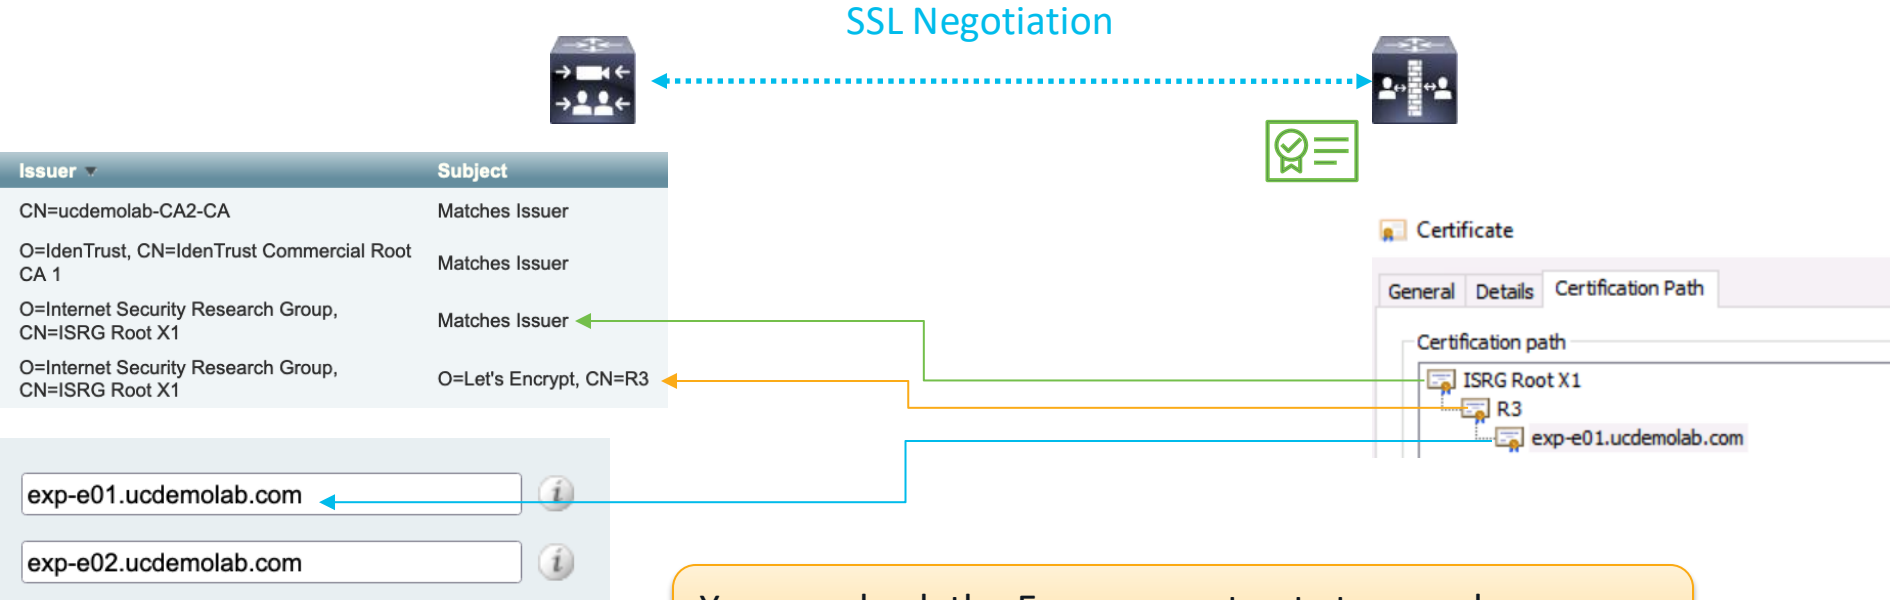 SSL Negotiation
Issuer
Subject
CN=ucdemolab-CA2-CA
Matches Issuer
O=IdenTrust, CN=IdenTrust Commercial Root
CA 1
Matches Issuer
O=Internet Security Research Group,
CN=ISRG Root X1
Matches Issuer
O=Internet Security Research Group,
CN=ISRG Root X1
O=Let's Encrypt, CN=R3
exp-e01.ucdemolab.com
exp-e02.ucdemolab.com
Certificate
General
Details
Certification Path
Certification path
ISRG Root X1
R3
exp-e01.ucdemolab.com